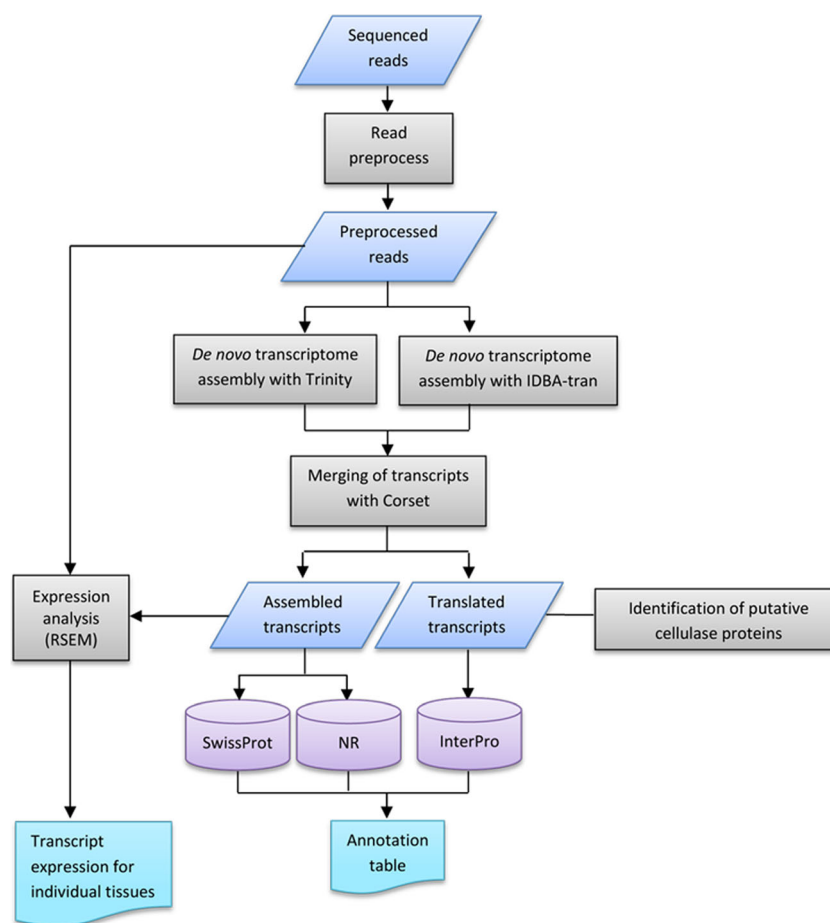 Sequenced
reads
Read
preprocess
Preprocessed
reads
De novo transcriptome
assembly with Trinity
De novo transcriptome
assembly with IDBA-tran
Merging of transcripts
with Corset
Expression
analysis
(RSEM)
Assembled
transcripts
Translated
transcripts
Identification of putative
cellulase proteins
SwissProt
NR
InterPro
Transcript
expression for
individual tissues
Annotation
table